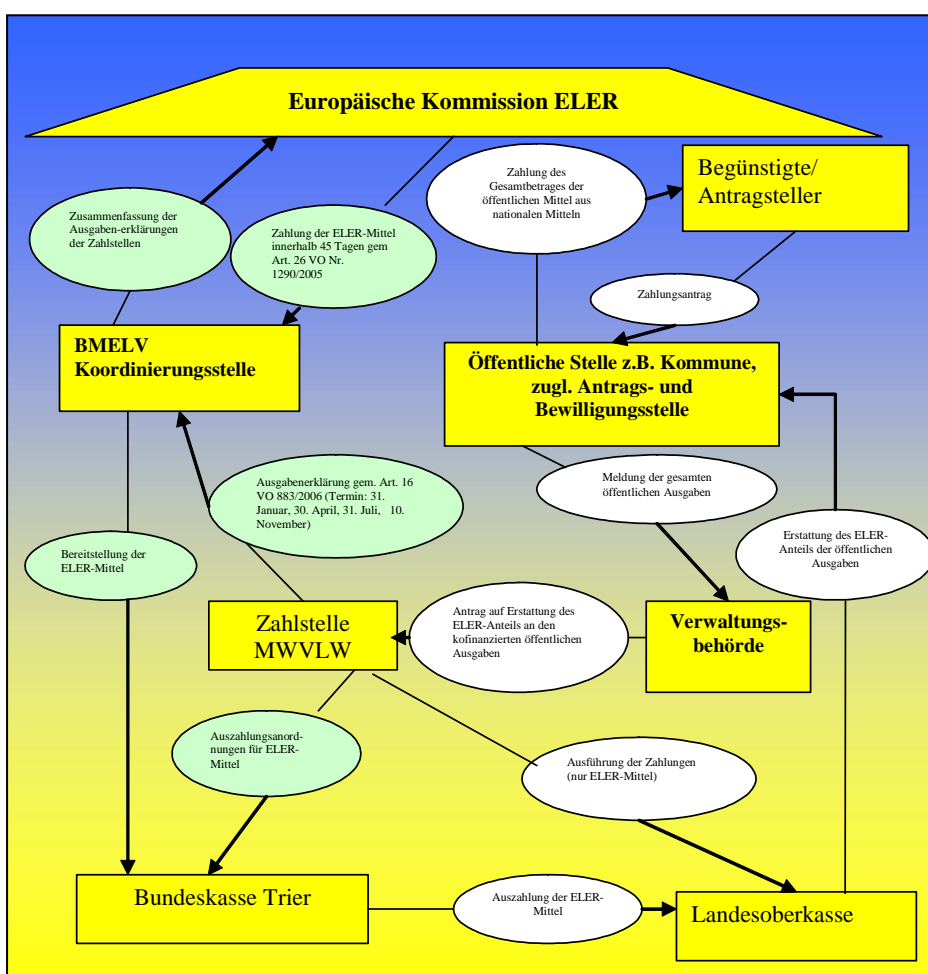 Europäische Kommission ELER
Zahlung des
Gesamtbetrages der
öffentlichen Mittel aus
nationalen Mitteln
Begünstigte/
Antragsteller
Zusammenfassung der
Ausgaben-erklärungen
der Zahlstellen
Zahlung der ELER-Mittel
innerhalb 45 Tagen gem
Art. 26 VO Nr.
1290/2005
Zahlungsantrag
BMELV
Koordinierungsstelle
Öffentliche Stelle z.B. Kommune,
zugl. Antrags- und
Bewilligungsstelle
Ausgabenerklärung gem. Art. 16
VO 883/2006 (Termin: 31.
Januar, 30. April, 31. Juli, 10.
November)
Meldung der gesamten
öffentlichen Ausgaben
Bereitstellung der
ELER-Mittel
Erstattung des ELER-
Anteils der öffentlichen
Ausgaben
Zahlstelle
MWVLW
Antrag auf Erstattung des
ELER-Anteils an den
kofinanzierten öffentlichen
Ausgaben
Verwaltungs-
behörde
Auszahlungsanord-
nungen für ELER-
Mittel
Ausführung der Zahlungen
(nur ELER-Mittel)
Bundeskasse Trier
Auszahlung der ELER-
Mittel
Landesoberkasse